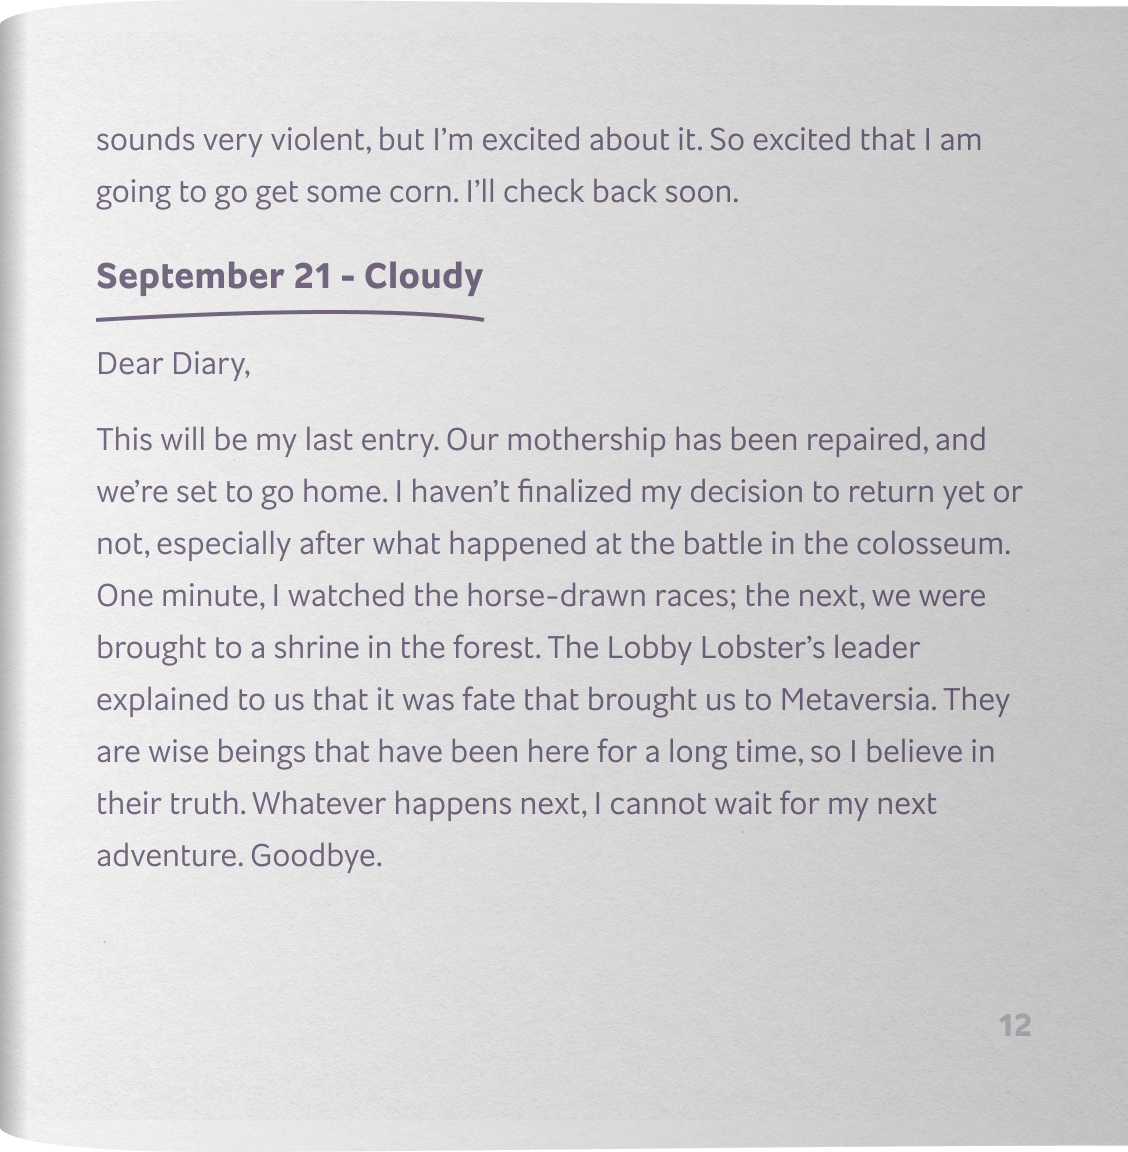 sounds very violent, but I’m excited about it. So excited that I am
going to go get some corn. I’ll check back soon.
September 21 - Cloudy
Dear Diary,
This will be my last entry. Our mothership has been repaired, and
we’re set to go home. I haven’t finalized my decision to return yet or
not, especially after what happened at the battle in the colosseum.
One minute, I watched the horse-drawn races; the next, we were
brought to a shrine in the forest. The Lobby Lobster’s leader
explained to us that it was fate that brought us to Metaversia. They
are wise beings that have been here for a long time, so I believe in
their truth. Whatever happens next, I cannot wait for my next
adventure. Goodbye.
12